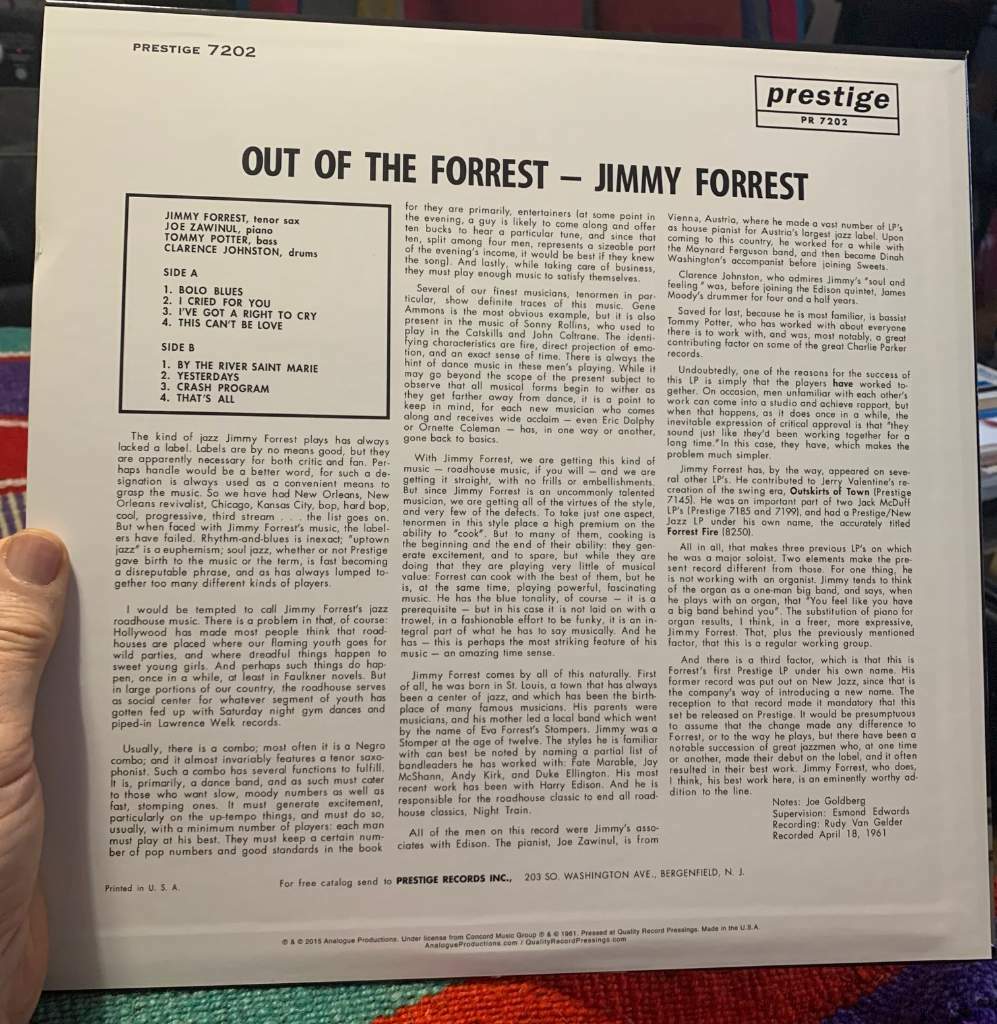 PRESTIGE 7202
prestige
PR 7202
OUT OF THE FORREST – JIMMY FORREST
JIMMY FORREST, tenor sax
JOE ZAWINUL, piano
TOMMY POTTER, bass
CLARENCE JOHNSTON, drums
SIDE A
1. BOLO BLUES
2. I CRIED FOR YOU
3. I'VE GOT A RIGHT TO CRY
4. THIS CAN'T BE LOVE
SIDE B
1. BY THE RIVER SAINT MARIE
2. YESTERDAYS
3. CRASH PROGRAM
4. THAT'S ALL
The kind of jazz Jimmy Forrest plays has always
lacked a label. Labels are by no means good, but they
are apparently necessary for both critic and fan. Per-
haps handle would be a better word, for such a de-
signation is always used as a convenient means to
grasp the music. So we have had New Orleans, New
Orleans revivalist, Chicago, Kansas City, bop, hard bop,
cool, progressive, third stream . . . the list goes on.
But when faced with Jimmy Forrest's music, the label-
ers have failed. Rhythm-and-blues is inexact; "uptown
jazz" is a euphemism; soul jazz, whether or not Prestige
gave birth to the music or the term, is fast becoming
a disreputable phrase, and as has always lumped to-
gether too many different kinds of players.
I would be tempted to call Jimmy Forrest's jazz
roadhouse music. There is a problem in that, of course:
Hollywood has made most people think that road-
houses are placed where our flaming youth goes for
wild parties, and where dreadful things happen to
sweet young girls. And perhaps such things do hap-
pen, once in a while, at least in Faulkner novels. But
in large portions of our country, the roadhouse serves
as social center for whatever segment of youth has
gotten fed up with Saturday night gym dances and
piped-in Lawrence Welk records.
Usually, there is a combo; most often it is a Negro
combo; and it almost invariably features a tenor saxo-
phonist. Such a combo has several functions to fulfill.
It is, primarily, a dance band, and as such must cater
to those who want slow, moody numbers as well as
fast, stomping ones. It must generate excitement,
particularly on the up-tempo things, and must do so,
usually, with a minimum number of players: each man
must play at his best. They must keep a certain num-
ber of pop numbers and good standards in the book
for they are primarily, entertainers (at some point in
the evening, a guy is likely to come along and offer
ten bucks to hear a particular tune, and since that
ten, split among four men, represents a sizeable part
of the evening's income, it would be best if they knew
the song). And lastly, while taking care of business,
they must play enough music to satisfy themselves.
Several of our finest musicians, tenormen in par-
ticular, show definite traces of this music. Gene
Ammons is the most obvious example, but it is also
present in the music of Sonny Rollins, who used to
play in the Catskills and John Coltrane. The identi-
fying characteristics are fire, direct projection of emo-
tion, and an exact sense of time. There is always the
hint of dance music in these men's playing. While it
may go beyond the scope of the present subject to
observe that all musical forms begin to wither as
they get farther away from dance, it is a point to
keep in mind, for each new musician who comes
along and receives wide acclaim – even Eric Dolphy
or Ornette Coleman – has, in one way or another,
gone back to basics.
With Jimmy Forrest, we are getting this kind of
music – roadhouse music, if you will – and we are
getting it straight, with no frills or embellishments.
But since Jimmy Forrest is an uncommonly talented
musician, we are getting all of the virtues of the style,
and very few of the defects. To take just one aspect,
tenormen in this style place a high premium on the
ability to "cook". But to many of them, cooking is
the beginning and the end of their ability: they gen-
erate excitement, and to spare, but while they are
doing that they are playing very little of musical
value: Forrest can cook with the best of them, but he
is, at the same time, playing powerful, fascinating
music. He has the blue tonality, of course – it is a
prerequisite – but in his case it is not laid on with a
trowel, in a fashionable effort to be funky, it is an in-
tegral part of what he has to say musically. And he
has – this is perhaps the most striking feature of his
music – an amazing time sense.
Jimmy Forrest comes by all of this naturally. First
of all, he was born in St. Louis, a town that has always
been a center of jazz, and which has been the birth-
place of many famous musicians. His parents were
musicians, and his mother led a local band which went
by the name of Eva Forrest's Stompers. Jimmy was a
Stomper at the age of twelve. The styles he is familiar
with can best be noted by naming a partial list of
bandleaders he has worked with: Fate Marable, Jay
McShann, Andy Kirk, and Duke Ellington. His most
recent work has been with Harry Edison. And he is
responsible for the roadhouse classic to end all road-
house classics, Night Train.
All of the men on this record were Jimmy's asso-
ciates with Edison. The pianist, Joe Zawinul, is from
Vienna, Austria, where he made a vast number of LP's
as house pianist for Austria's largest jazz label. Upon
coming to this country, he worked for a while with
the Maynard Ferguson band, and then became Dinah
Washington's accompanist before joining Sweets.
Clarence Johnston, who admires Jimmy's "soul and
feeling" was, before joining the Edison quintet, James
Moody's drummer for four and a half years.
Saved for last, because he is most familiar, is bassist
Tommy Potter, who has worked with about everyone
there is to work with, and was, most notably, a great
contributing factor on some of the great Charlie Parker
records.
Undoubtedly, one of the reasons for the success of
this LP is simply that the players have worked to-
gether. On occasion, men unfamiliar with each other's
work can come into a studio and achieve rapport, but
when that happens, as it does once in a while, the
inevitable expression of critical approval is that "they
sound just like they'd been working together for a
long time." In this case, they have, which makes the
problem much simpler.
Jimmy Forrest has, by the way, appeared on seve-
ral other LP's. He contributed to Jerry Valentine's re-
creation of the swing era, Outskirts of Town (Prestige
7145). He was an important part of two Jack McDuff
LP's (Prestige 7185 and 7199), and had a Prestige/New
Jazz LP under his own name, the accurately titled
Forrest Fire (8250).
All in all, that makes three previous LP's on which
he was a major soloist. Two elements make the pre-
sent record different from those. For one thing, he
is not working with an organist. Jimmy tends to think
of the organ as a one-man big band, and says, when
he plays with an organ, that "You feel like you have
a big band behind you". The substitution of piano for
organ results, I think, in a freer, more expressive,
Jimmy Forrest. That, plus the previously mentioned
factor, that this is a regular working group.
And there is a third factor, which is that this is
Forrest's first Prestige LP under his own name. His
former record was put out on New Jazz, since that is
the company's way of introducing a new name. The
reception to that record made it mandatory that this
set be released on Prestige. It would be presumptuous
to assume that the change made any difference to
Forrest, or to the way he plays, but there have been a
notable succession of great jazzmen who, at one time
or another, made their debut on the label, and it often
resulted in their best work. Jimmy Forrest, who does,
I think, his best work here, is an eminently worthy ad-
dition to the line.
Notes: Joe Goldberg
Supervision: Esmond Edwards
Recording: Rudy Van Gelder
Recorded April 18, 1961
Printed in U. S. A.
For free catalog send to PRESTIGE RECORDS INC., 203 SO. WASHINGTON AVE., BERGENFIELD, N. J.
℗ & © 2015 Analogue Productions. Under license from Concord Music Group ℗ & © 1961. Pressed at Quality Record Pressings. Made in the U.S.A.
AnalogueProductions.com / QualityRecordPressings.com